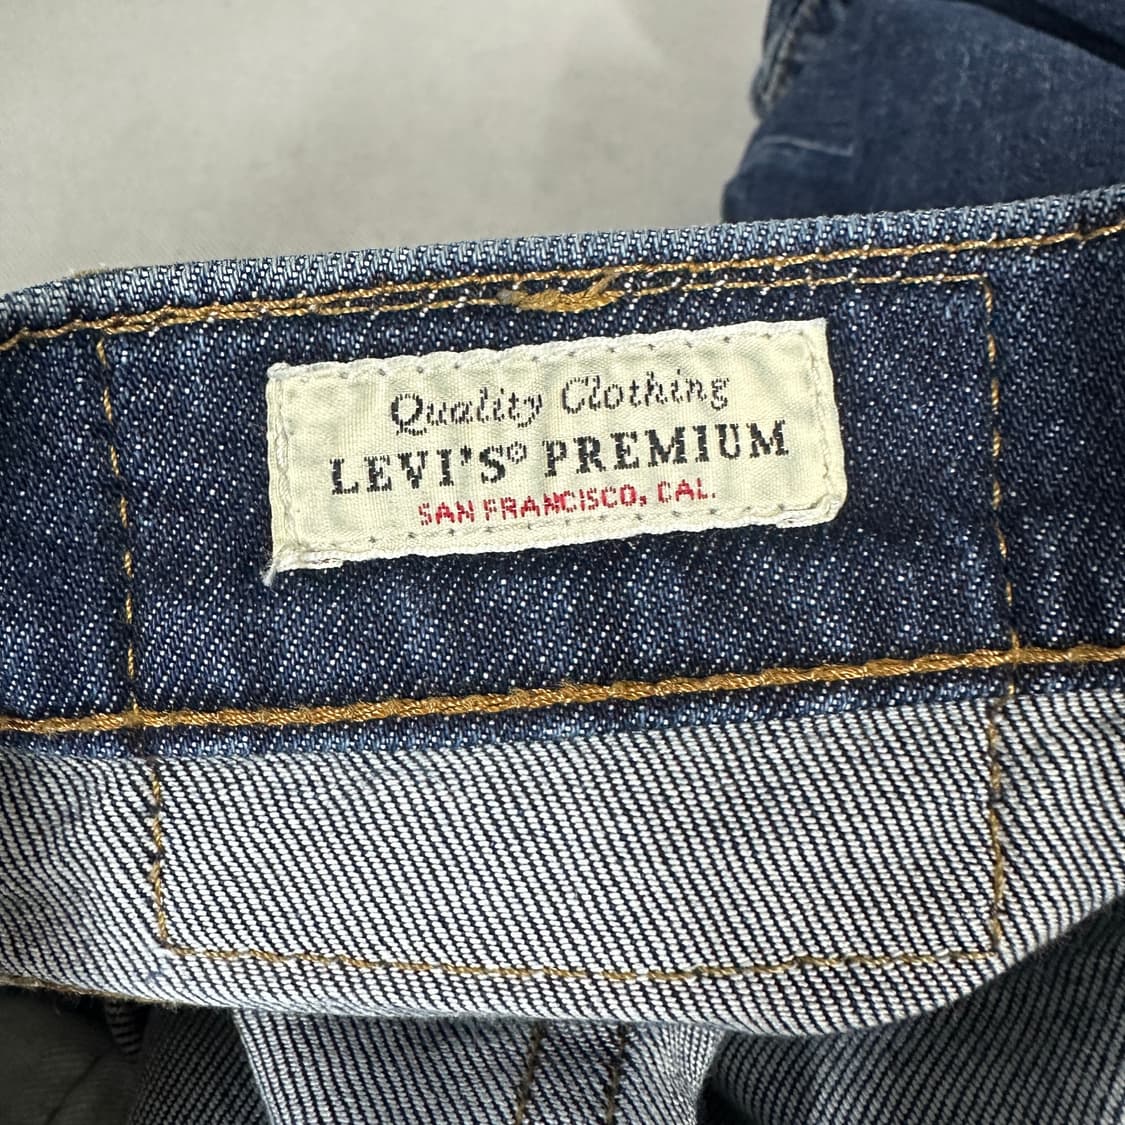 Quality Clothing
LEVI'S® PREMIUM
SAN FRANCISCO, CAL.